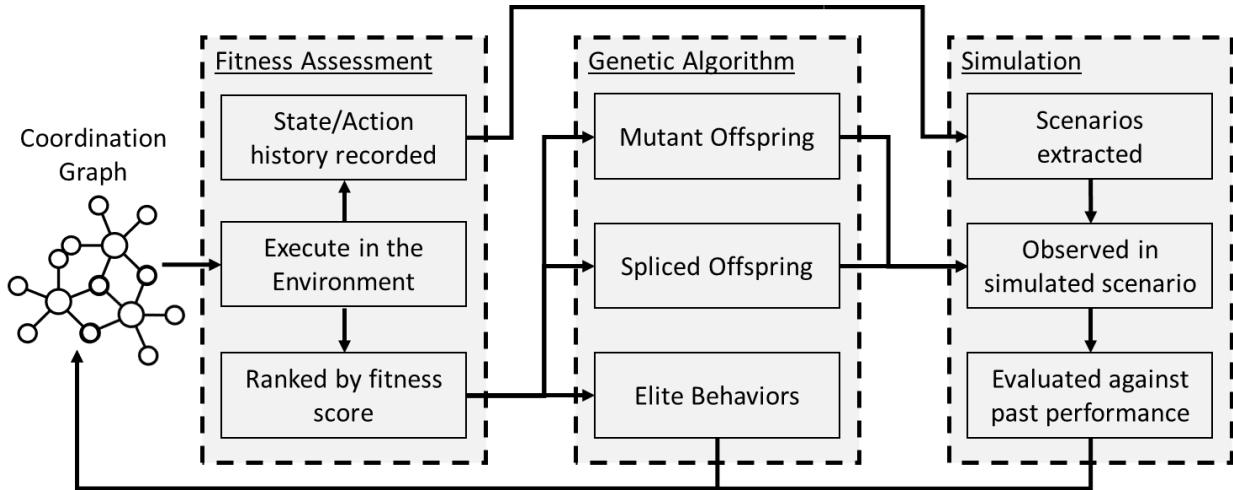 Coordination
Graph
Fitness Assessment
State/Action
history recorded
Execute in the
Environment
Ranked by fitness
score
Genetic Algorithm
Mutant Offspring
Spliced Offspring
Elite Behaviors
Simulation
Scenarios
extracted
Observed in
simulated scenario
Evaluated against
past performance